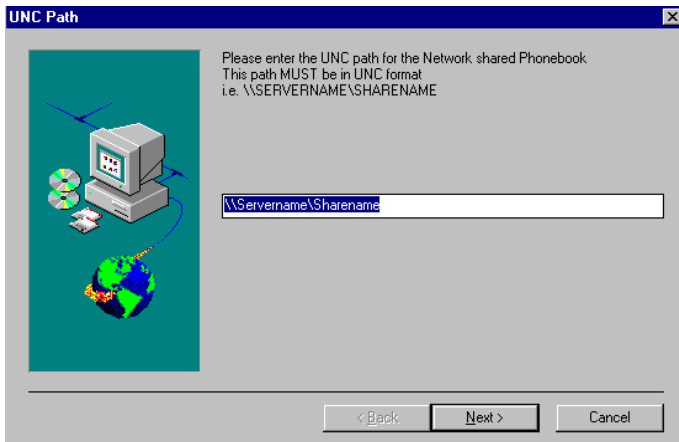 UNC Path
Please enter the UNC path for the Network shared Phonebook
This path MUST be in UNC format
i.e. \\SERVERNAME\SHARENAME
\\Servername\Sharename
< Back
Next >
Cancel